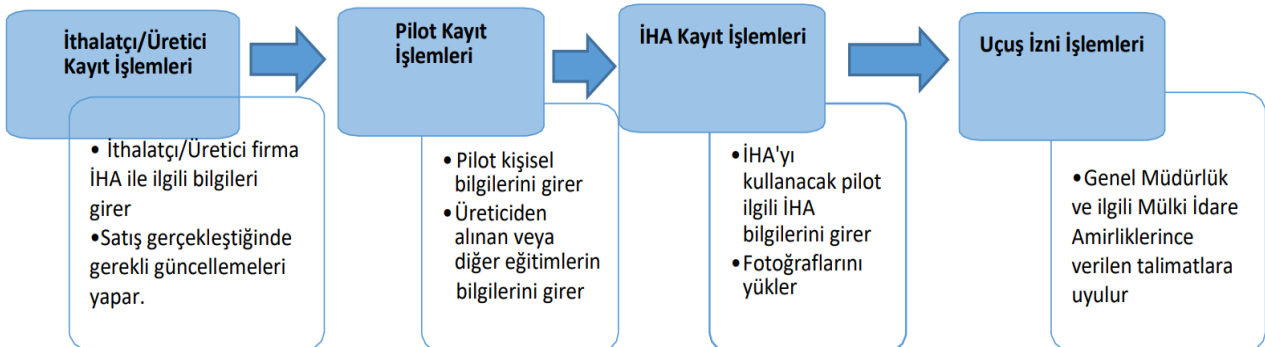 İthalatçı/Üretici
Kayıt İşlemleri
• İthalatçı/Üretici firma
İHA ile ilgili bilgileri
girer
•Satış gerçekleştiğinde
gerekli güncellemeleri
yapar.
Pilot Kayıt
İşlemleri
• Pilot kişisel
bilgilerini girer
• Üreticiden
alınan veya
diğer eğitimlerin
bilgilerini girer
İHA Kayıt İşlemleri
•İHA'yı
kullanacak pilot
ilgili İHA
bilgilerini girer
•Fotoğraflarını
yükler
Uçuş İzni İşlemleri
•Genel Müdürlük
ve ilgili Mülki İdare
Amirliklerince
verilen talimatlara
uyulur